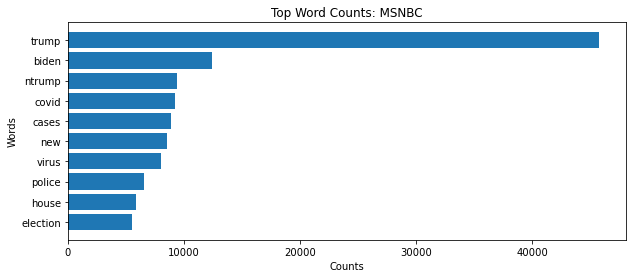 Top Word Counts: MSNBC
trump
biden
ntrump
covid
cases
new
virus
police
house
election
Words
0 10000 20000 30000 40000
Counts